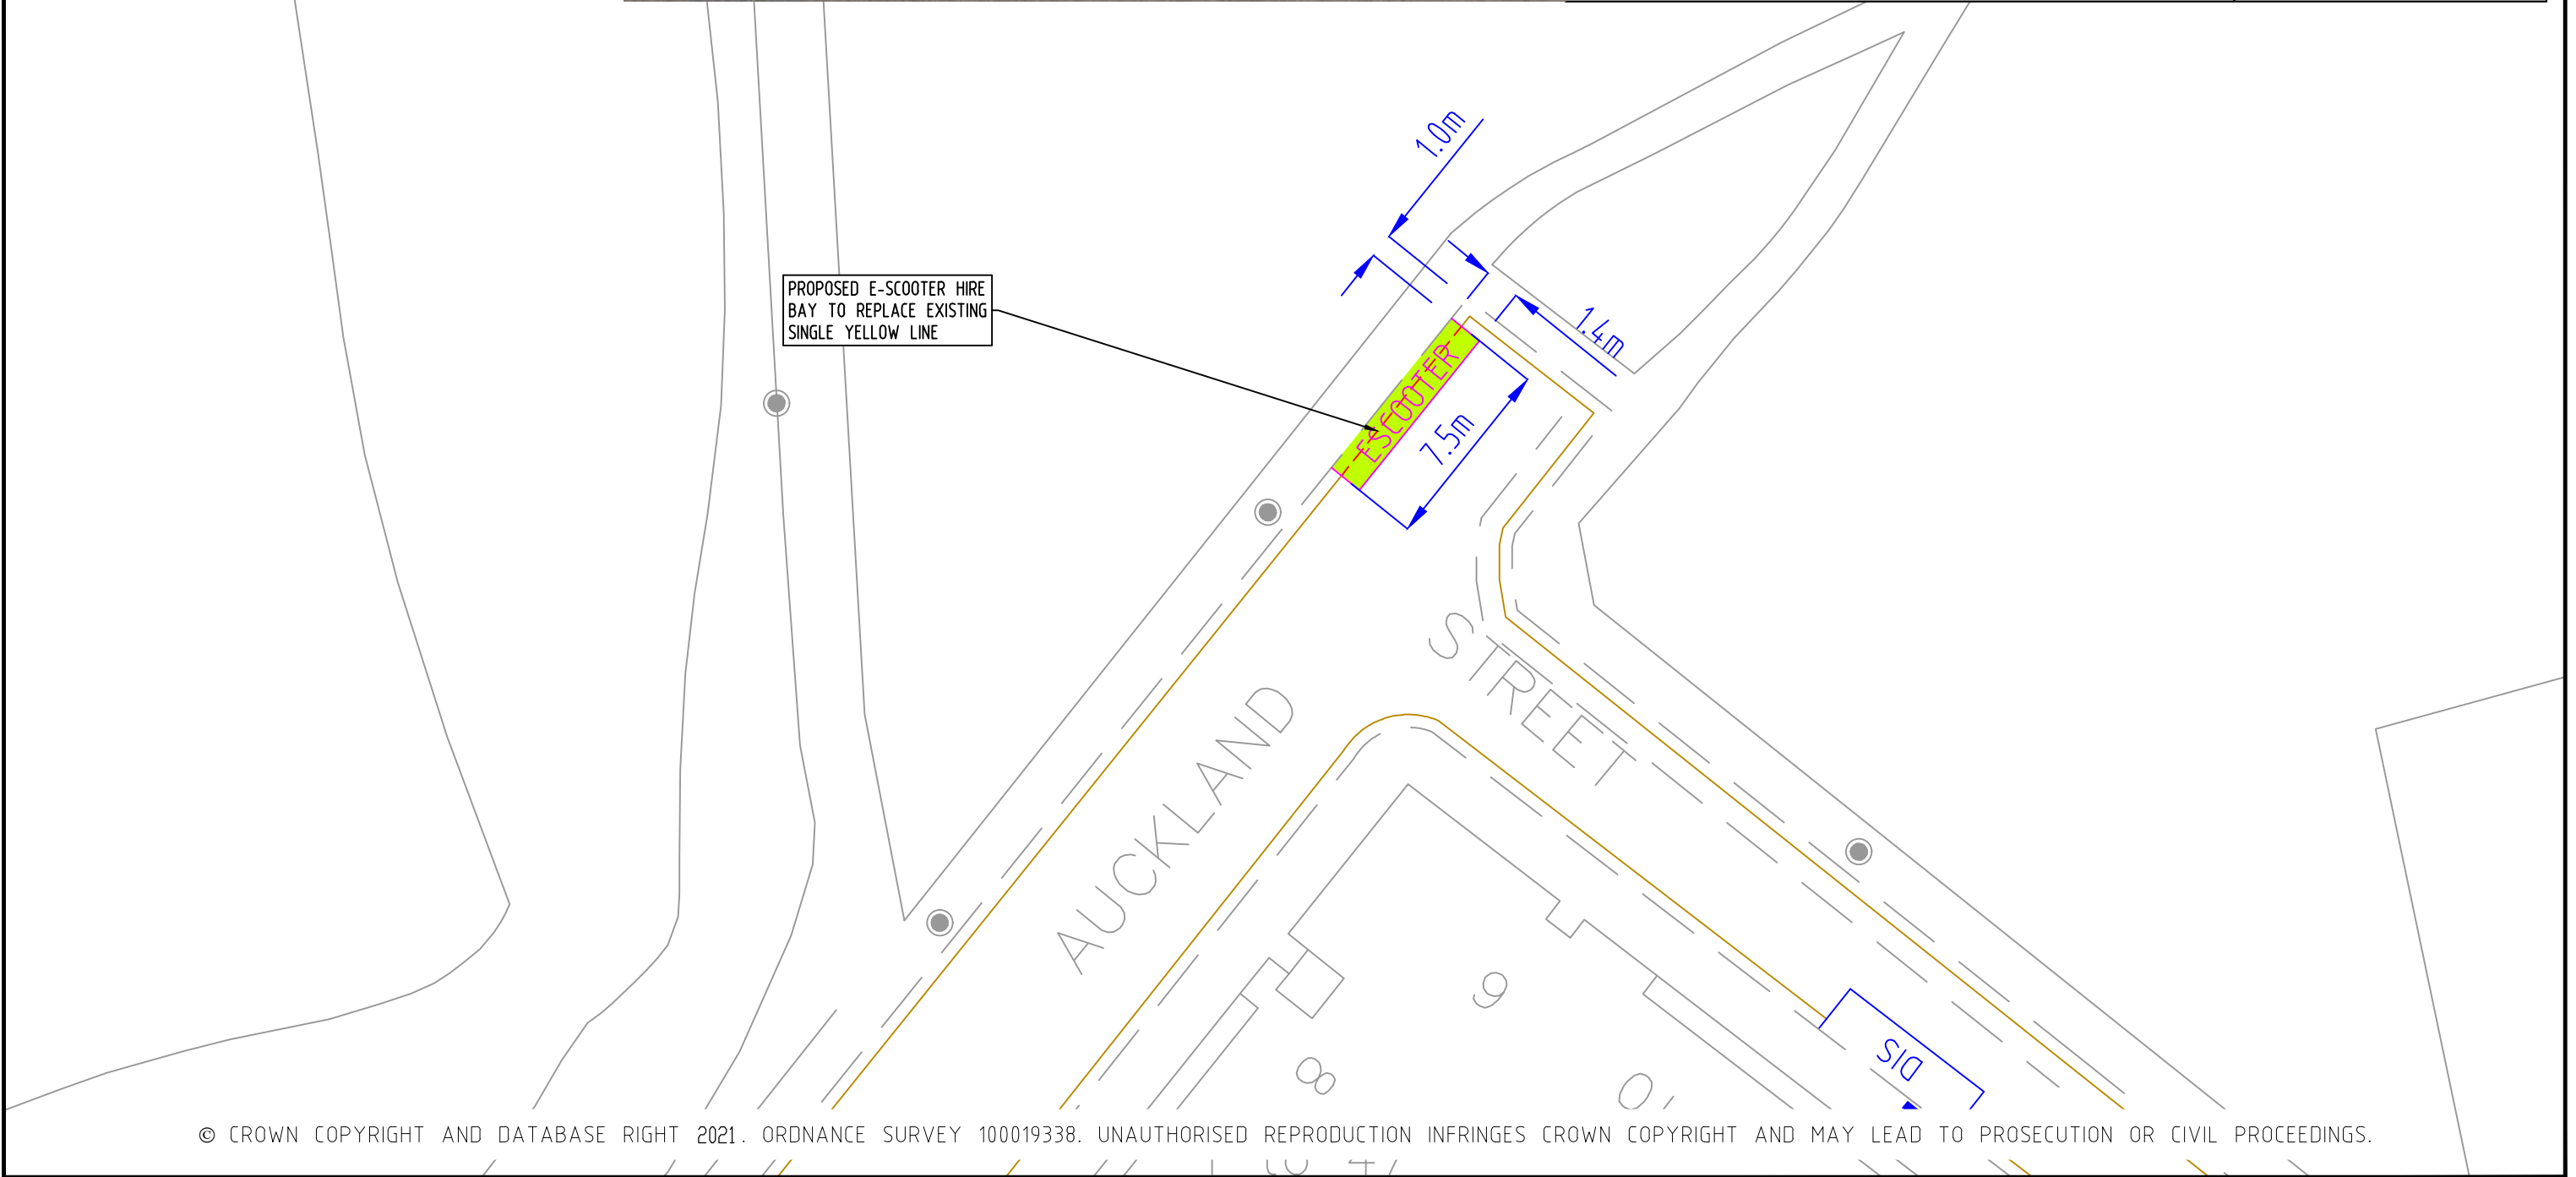 1.0m
PROPOSED E-SCOOTER HIRE
BAY TO REPLACE EXISTING
SINGLE YELLOW LINE
1.4m
ESCOOTER
7.5m
AUCKLAND
STREET
9
8
DIS
© CROWN COPYRIGHT AND DATABASE RIGHT 2021. ORDNANCE SURVEY 100019338. UNAUTHORISED REPRODUCTION INFRINGES CROWN COPYRIGHT AND MAY LEAD TO PROSECUTION OR CIVIL PROCEEDINGS.